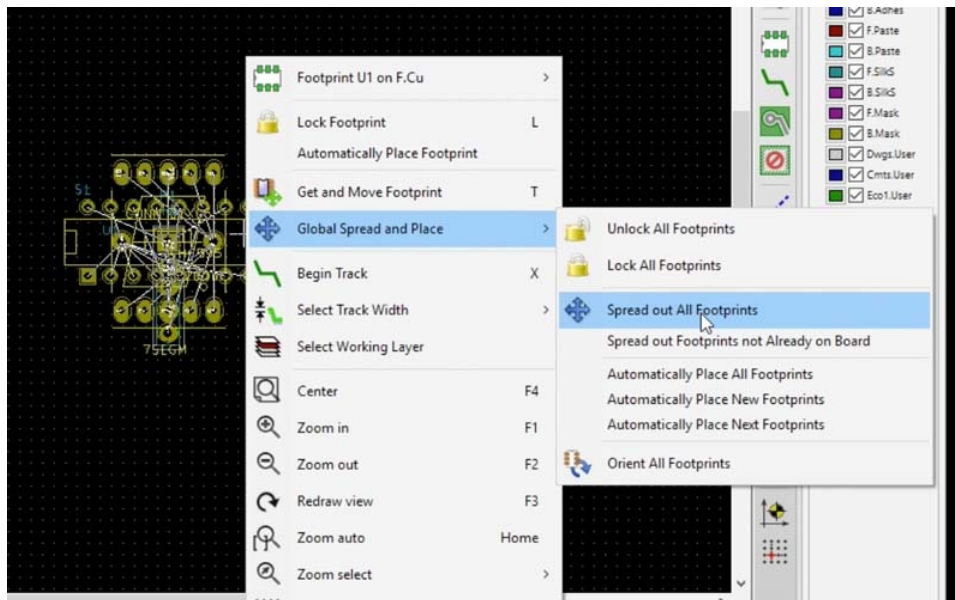 Footprint U1 on F.Cu
Lock Footprint L
Automatically Place Footprint
Get and Move Footprint T
Global Spread and Place
Begin Track X
Select Track Width
Select Working Layer
Center F4
Zoom in F1
Zoom out F2
Redraw view F3
Zoom auto Home
Zoom select
Unlock All Footprints
Lock All Footprints
Spread out All Footprints
Spread out Footprints not Already on Board
Automatically Place All Footprints
Automatically Place New Footprints
Automatically Place Next Footprints
Orient All Footprints
B.Adhes
F.Paste
B.Paste
F.SilkS
B.SilkS
F.Mask
B.Mask
Dwgs.User
Cmts.User
Eco1.User